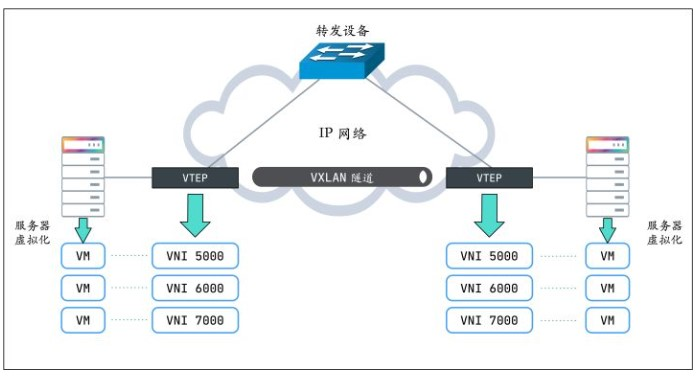 转发设备
IP 网络
VTEP
VXLAN 隧道
VTEP
服务器
虚拟化
服务器
虚拟化
VM
VNI 5000
VNI 5000
VM
VM
VNI 6000
VNI 6000
VM
VM
VNI 7000
VNI 7000
VM